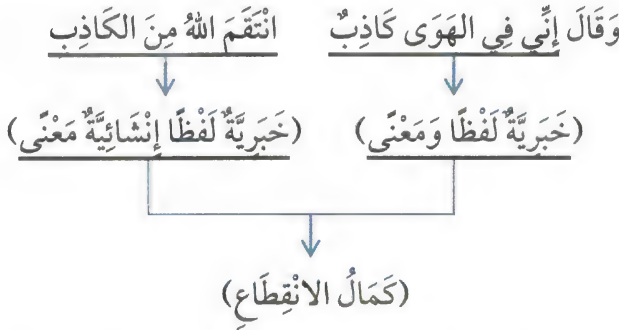 وَقَالَ إِنِّي فِي الهَوَى كَاذِبٌ انْتَقَمَ اللهُ مِنَ الكَاذِبِ
(خَبَرِيَّةٌ لَفْظًا وَمَعْنًى) (خَبَرِيَّةٌ لَفْظًا إِنْشَائِيَّةٌ مَعْنًى)
(كَمَالُ الانْقِطَاعِ)